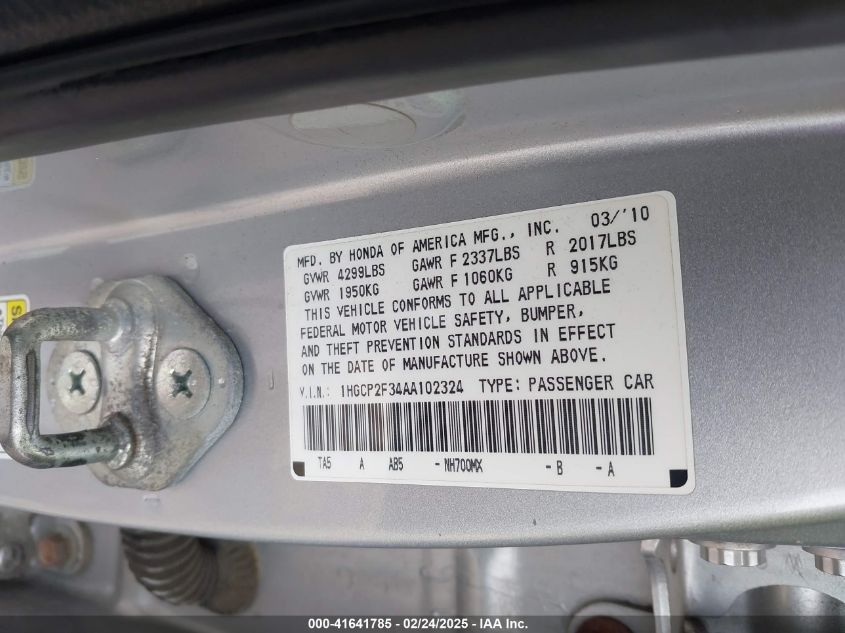 MFD. BY HONDA OF AMERICA MFG., INC. 03/'10
GVWR 4299LBS GAWR F 2337LBS R 2017LBS
GVWR 1950KG GAWR F 1060KG R 915KG
THIS VEHICLE CONFORMS TO ALL APPLICABLE
FEDERAL MOTOR VEHICLE SAFETY, BUMPER,
AND THEFT PREVENTION STANDARDS IN EFFECT
ON THE DATE OF MANUFACTURE SHOWN ABOVE.
V.I.N.: 1HGCP2F34AA102324 TYPE: PASSENGER CAR
TA5 A AB5 -NH700MX -B -A
000-41641785 - 02/24/2025 - IAA Inc.